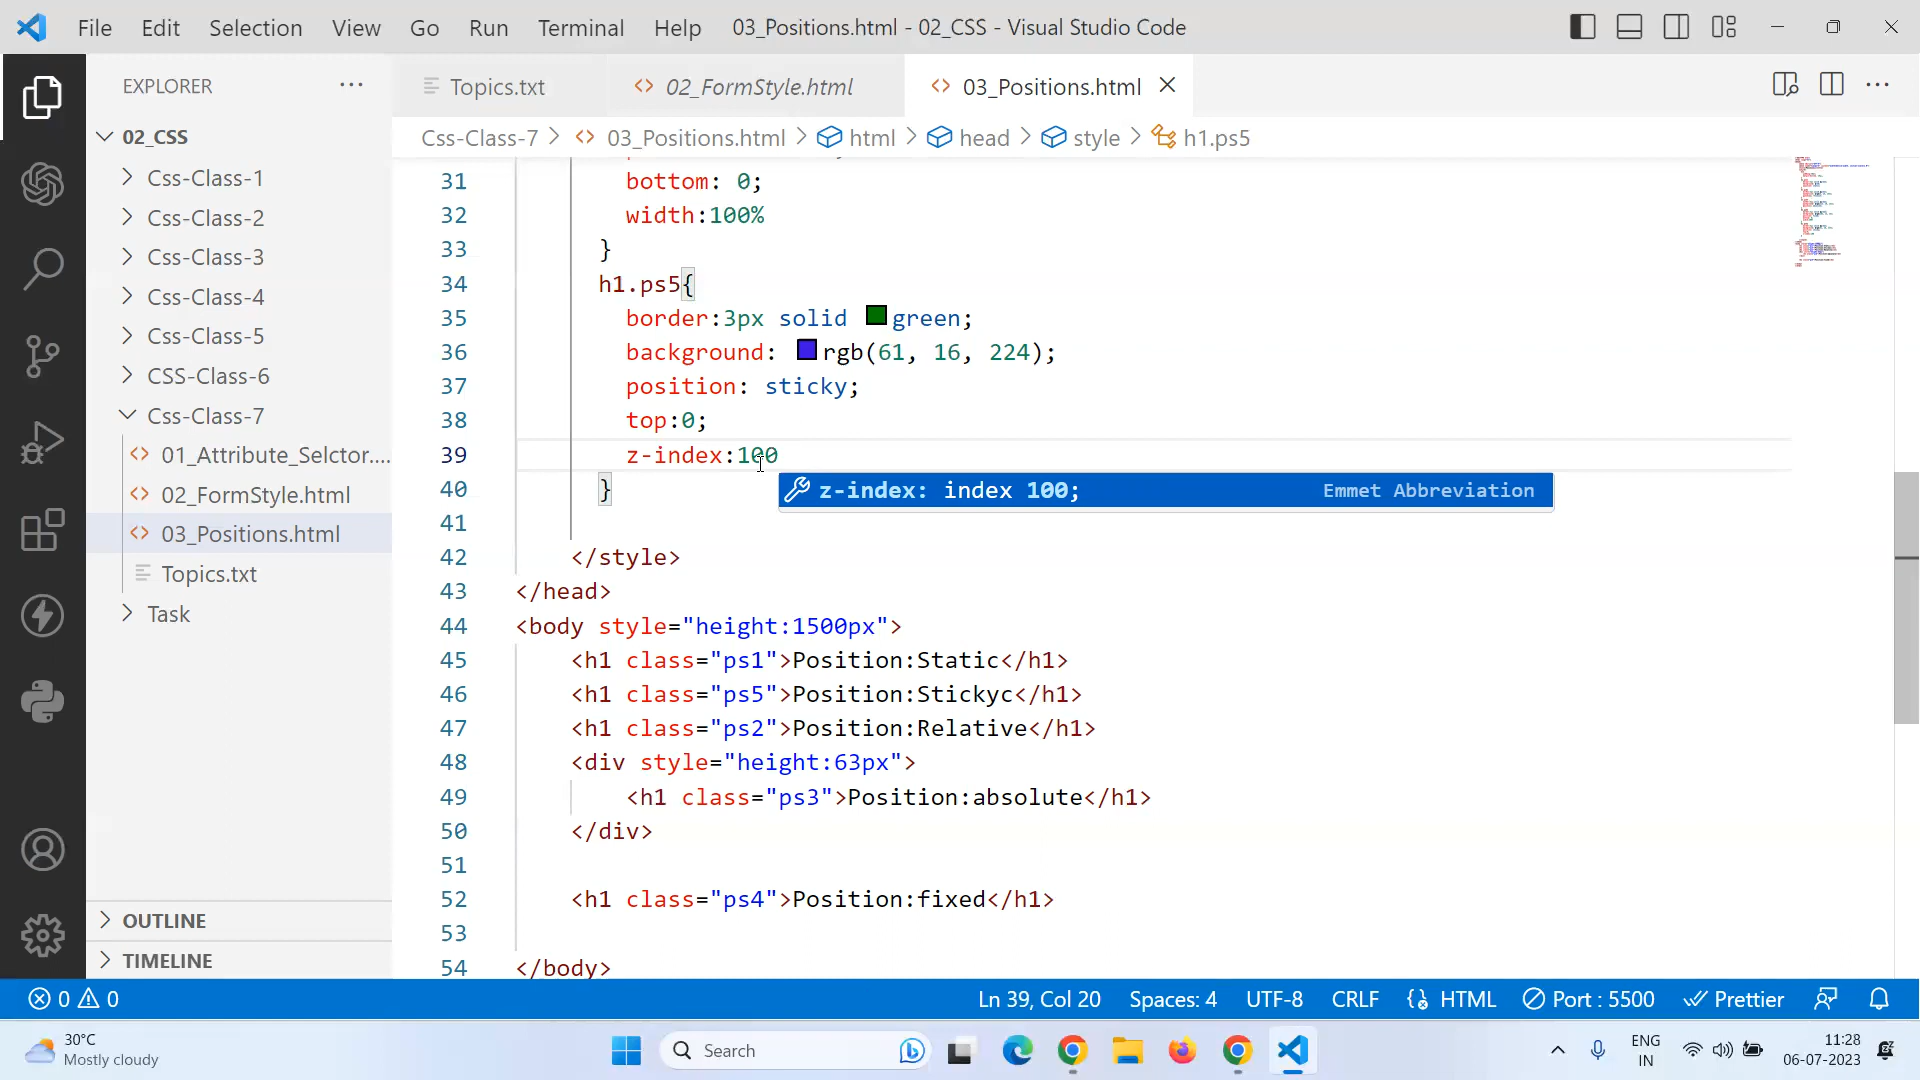 File Edit Selection View Go Run Terminal Help 03_Positions.html - 02_CSS - Visual Studio Code
EXPLORER
Topics.txt
02_FormStyle.html
03_Positions.html
02_CSS
Css-Class-7 03_Positions.html html head style h1.ps5
Css-Class-1
Css-Class-2
Css-Class-3
Css-Class-4
Css-Class-5
CSS-Class-6
Css-Class-7
01_Attribute_Selctor....
02_FormStyle.html
03_Positions.html
Topics.txt
Task
OUTLINE
TIMELINE
31 bottom: 0;
32 width:100%
33 }
34 h1.ps5{
35 border:3px solid green;
36 background: rgb(61, 16, 224);
37 position: sticky;
38 top:0;
39 z-index:100
40 }
z-index: index 100; Emmet Abbreviation
41
42 </style>
43 </head>
44 <body style="height:1500px">
45 <h1 class="ps1">Position:Static</h1>
46 <h1 class="ps5">Position:Stickyc</h1>
47 <h1 class="ps2">Position:Relative</h1>
48 <div style="height:63px">
49 <h1 class="ps3">Position:absolute</h1>
50 </div>
51
52 <h1 class="ps4">Position:fixed</h1>
53
54 </body>
0 0 Ln 39, Col 20 Spaces: 4 UTF-8 CRLF HTML Port : 5500 Prettier
30°C
Mostly cloudy
Search
ENG
IN
11:28
06-07-2023